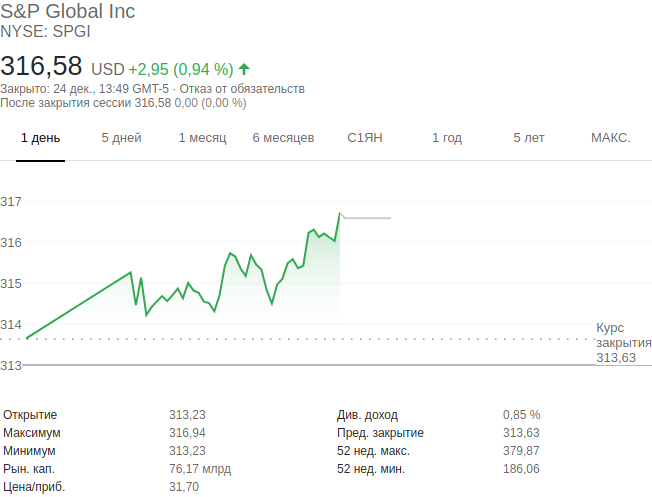 S&P Global Inc
NYSE: SPGI
316,58 USD +2,95 (0,94 %)
Закрыто: 24 дек., 13:49 GMT-5 · Отказ от обязательств
После закрытия сессии 316,58 0,00 (0,00 %)
1 день 5 дней 1 месяц 6 месяцев С1ЯН 1 год 5 лет МАКС.
317
316
315
314
Курс
закрытия
313,63
313
Открытие 313,23 Див. доход 0,85 %
Максимум 316,94 Пред. закрытие 313,63
Минимум 313,23 52 нед. макс. 379,87
Рын. кап. 76,17 млрд 52 нед. мин. 186,06
Цена/приб. 31,70